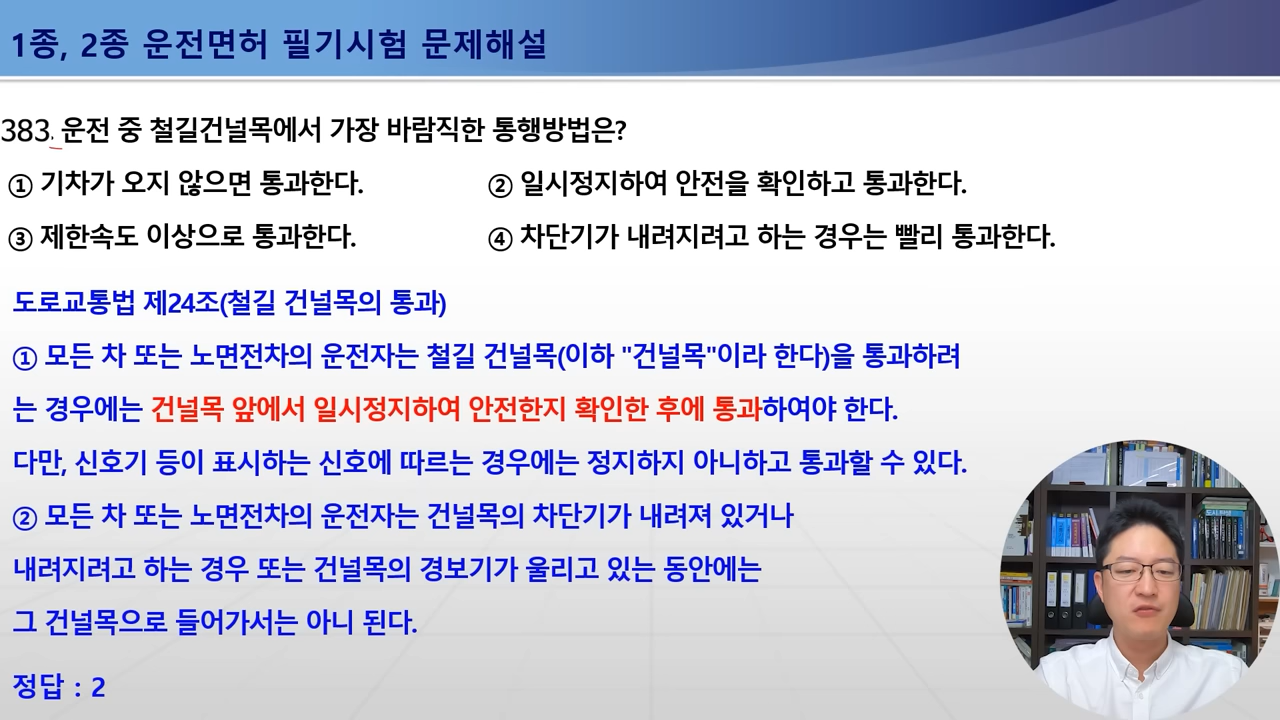 1종, 2종 운전면허 필기시험 문제해설
383. 운전 중 철길건널목에서 가장 바람직한 통행방법은?
① 기차가 오지 않으면 통과한다. ② 일시정지하여 안전을 확인하고 통과한다.
③ 제한속도 이상으로 통과한다. ④ 차단기가 내려지려고 하는 경우는 빨리 통과한다.
도로교통법 제24조(철길 건널목의 통과)
① 모든 차 또는 노면전차의 운전자는 철길 건널목(이하 "건널목"이라 한다)을 통과하려
는 경우에는 건널목 앞에서 일시정지하여 안전한지 확인한 후에 통과하여야 한다.
다만, 신호기 등이 표시하는 신호에 따르는 경우에는 정지하지 아니하고 통과할 수 있다.
② 모든 차 또는 노면전차의 운전자는 건널목의 차단기가 내려져 있거나
내려지려고 하는 경우 또는 건널목의 경보기가 울리고 있는 동안에는
그 건널목으로 들어가서는 아니 된다.
정답 : 2